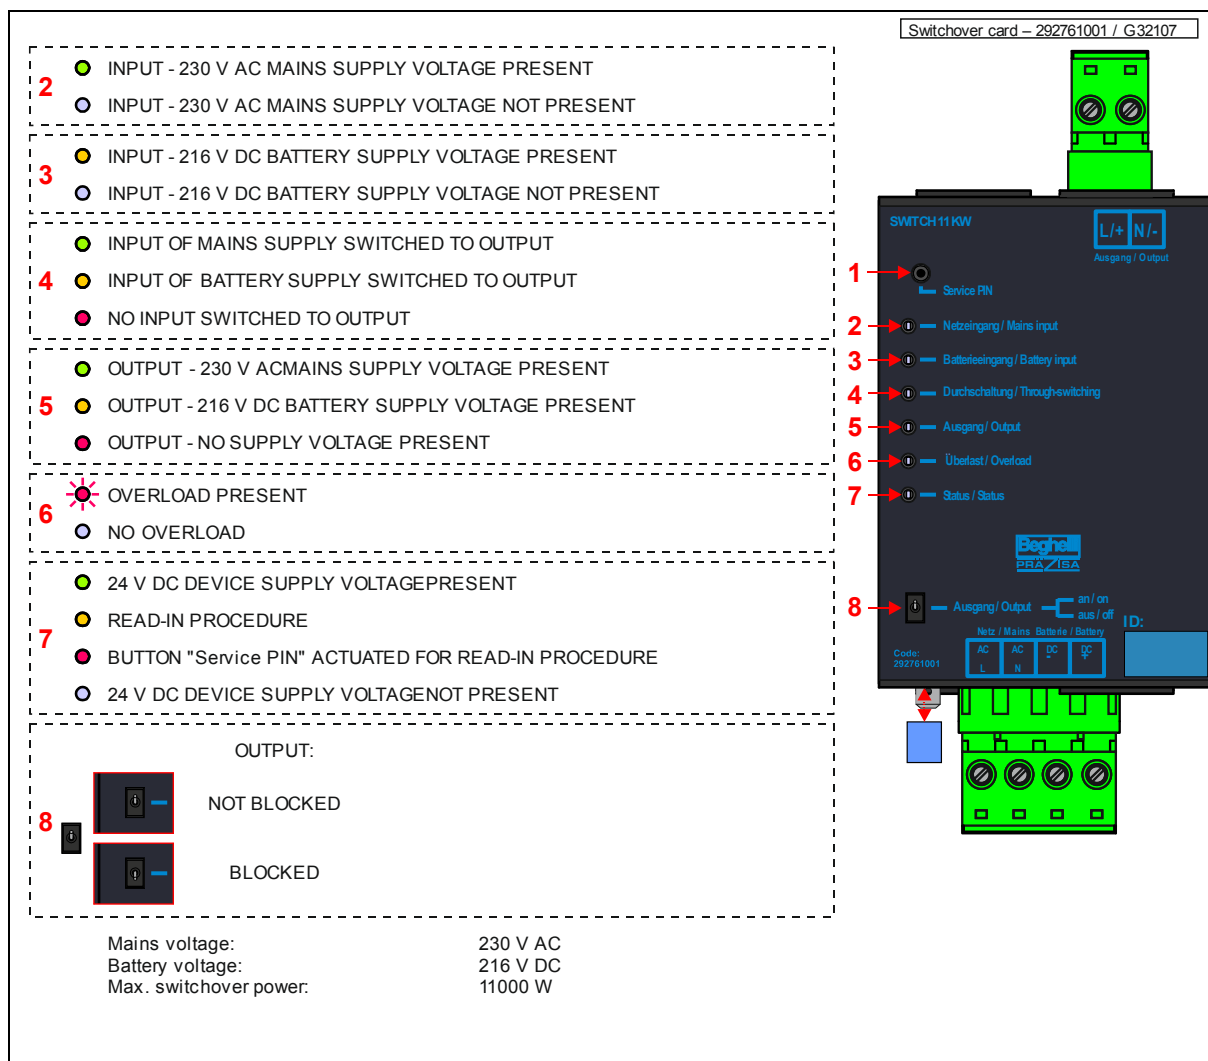 Switchover card – 292761001 / G32107
2
INPUT - 230 V AC MAINS SUPPLY VOLTAGE PRESENT
INPUT - 230 V AC MAINS SUPPLY VOLTAGE NOT PRESENT
3
INPUT - 216 V DC BATTERY SUPPLY VOLTAGE PRESENT
INPUT - 216 V DC BATTERY SUPPLY VOLTAGE NOT PRESENT
4
INPUT OF MAINS SUPPLY SWITCHED TO OUTPUT
INPUT OF BATTERY SUPPLY SWITCHED TO OUTPUT
NO INPUT SWITCHED TO OUTPUT
5
OUTPUT - 230 V ACMAINS SUPPLY VOLTAGE PRESENT
OUTPUT - 216 V DC BATTERY SUPPLY VOLTAGE PRESENT
OUTPUT - NO SUPPLY VOLTAGE PRESENT
6
OVERLOAD PRESENT
NO OVERLOAD
7
24 V DC DEVICE SUPPLY VOLTAGEPRESENT
READ-IN PROCEDURE
BUTTON "Service PIN" ACTUATED FOR READ-IN PROCEDURE
24 V DC DEVICE SUPPLY VOLTAGENOT PRESENT
8
OUTPUT:
NOT BLOCKED
BLOCKED
Mains voltage: 230 V AC
Battery voltage: 216 V DC
Max. switchover power: 11000 W
SWITCH 11 KW
L/+ N/-
Ausgang / Output
1
Service PIN
2 Netzeingang / Mains input
3 Batterieeingang / Battery input
4 Durchschaltung / Through-switching
5 Ausgang / Output
6 Überlast / Overload
7 Status / Status
Beghelli
PRÄZISA
8 Ausgang / Output
an / on
aus / off
ID:
Netz / Mains Batterie / Battery
Code:
292761001
AC AC DC DC
L N - +